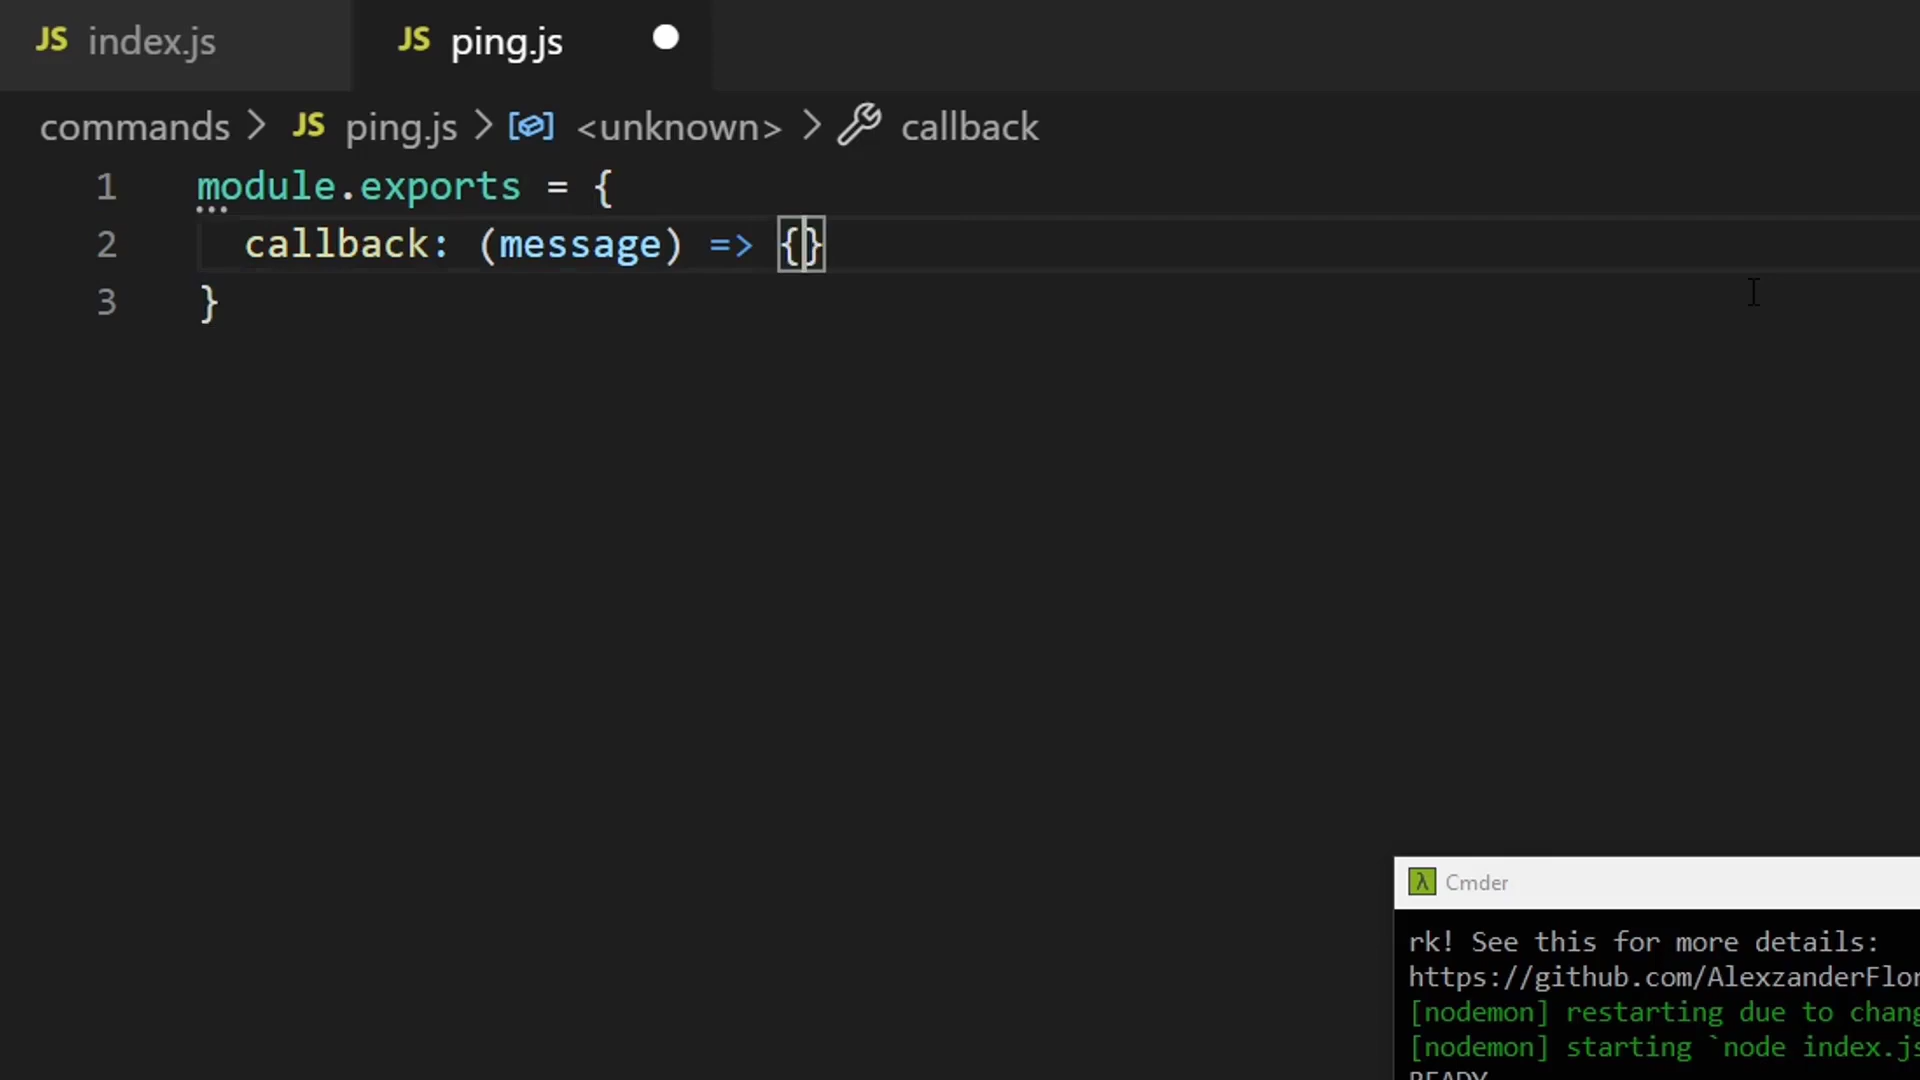 JS index.js
JS ping.js
commands > JS ping.js > <unknown> > callback
1 module.exports = {
2 callback: (message) => {}
3 }
λ Cmder
rk! See this for more details:
https://github.com/AlexzanderFlor
[nodemon] restarting due to chang
[nodemon] starting `node index.js
READY